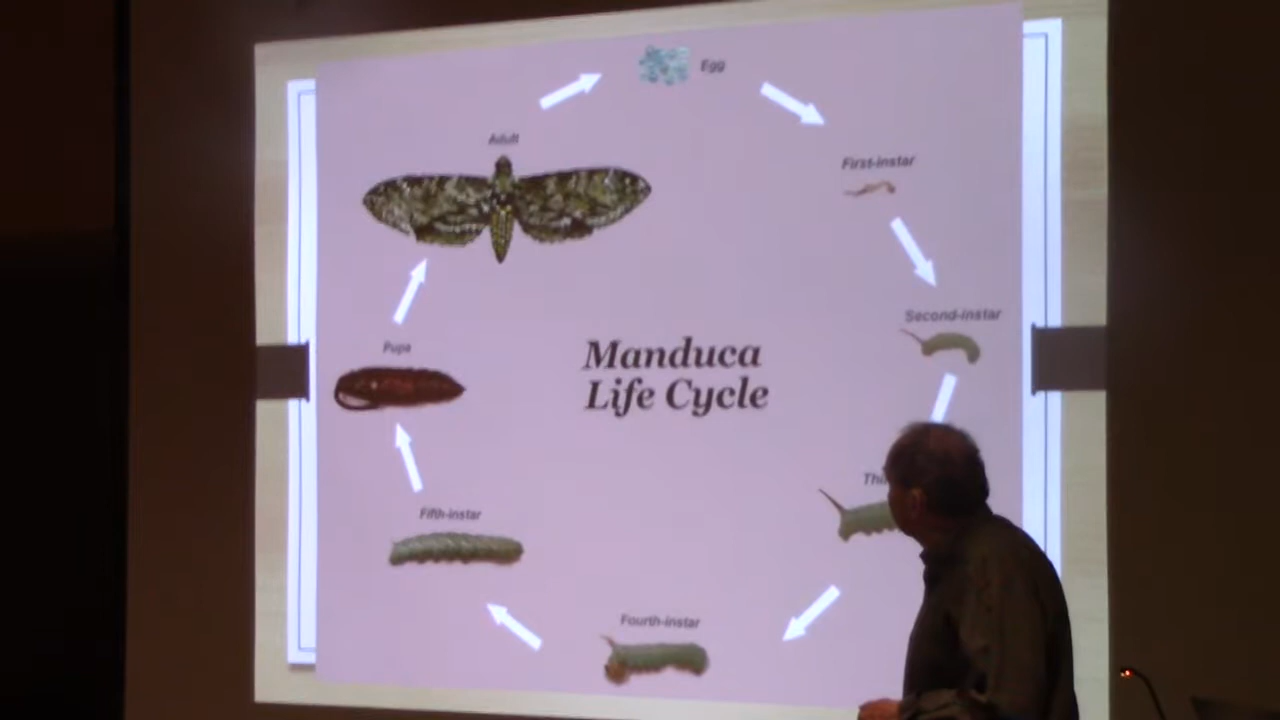 Egg
Adult
First-instar
Second-instar
Pupa
Manduca
Life Cycle
Fifth-instar
Fourth-instar